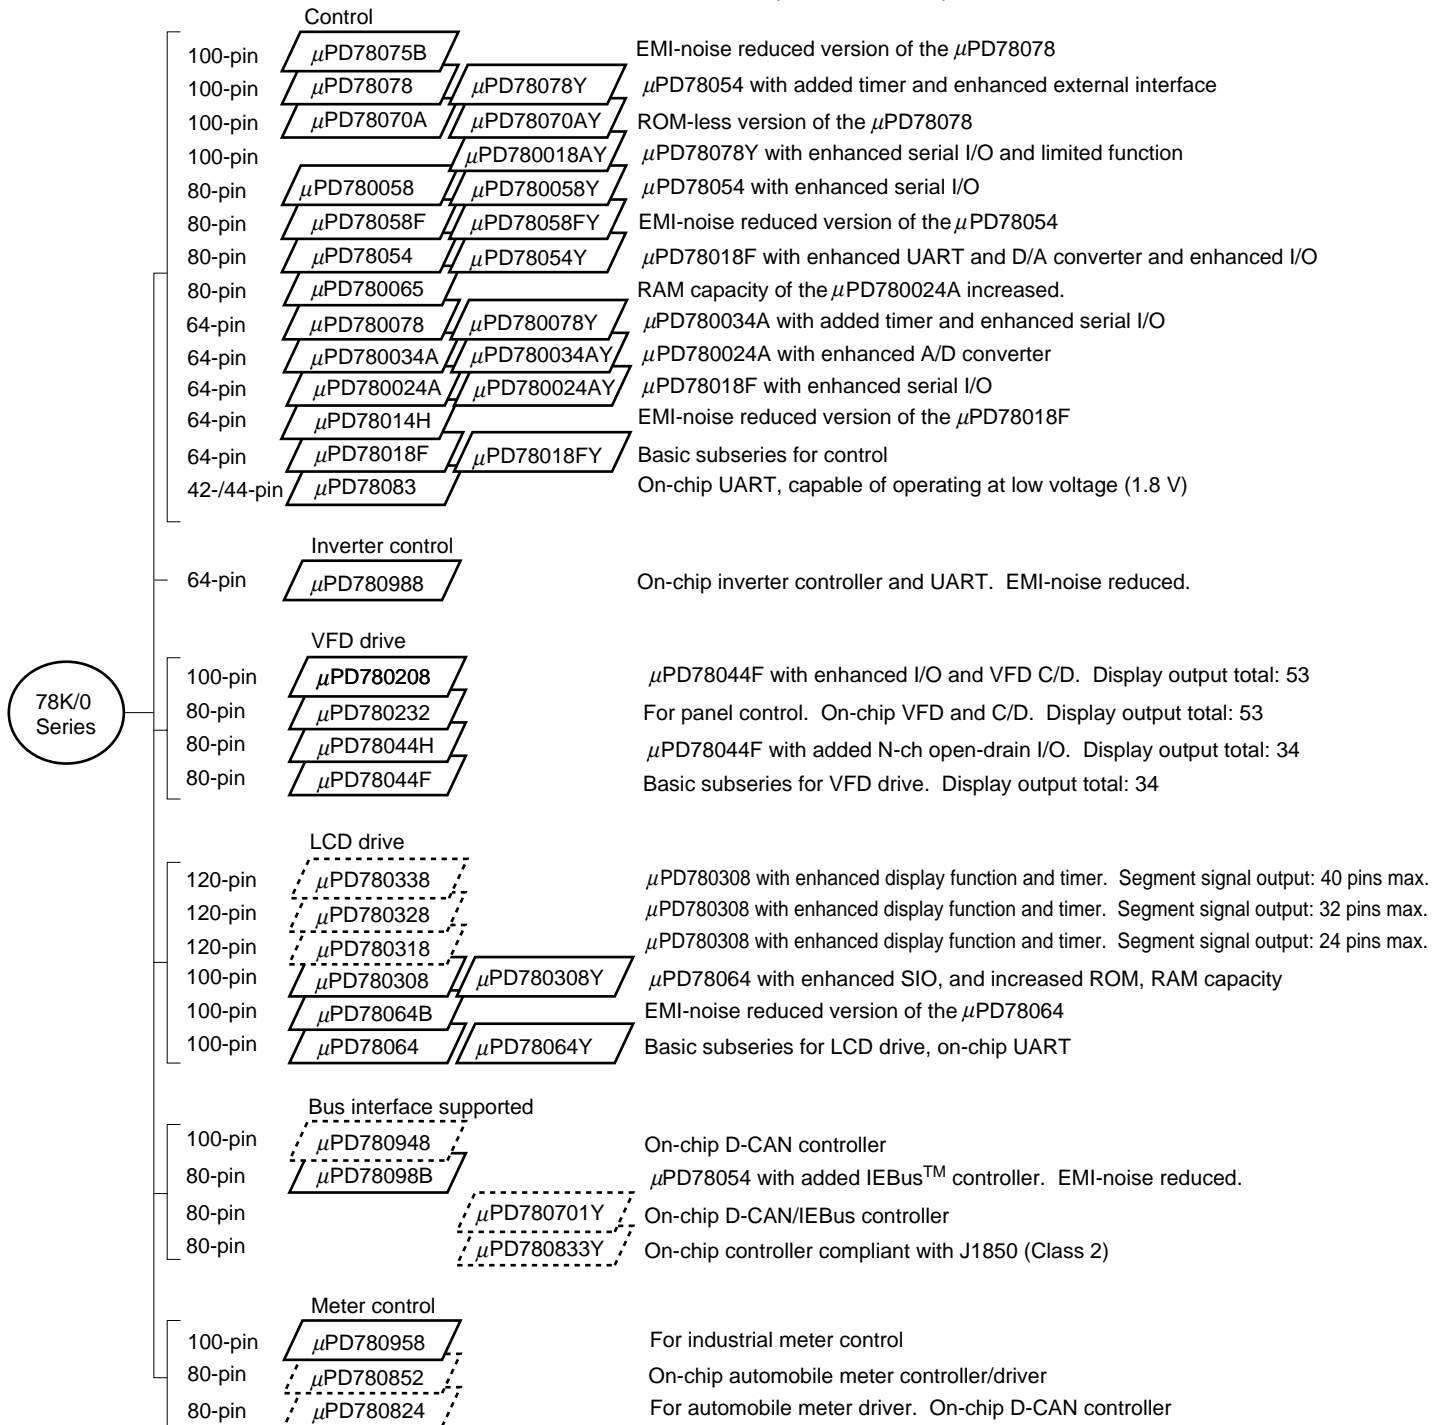 Control
100-pin μPD78075B EMI-noise reduced version of the μPD78078
100-pin μPD78078 μPD78078Y μPD78054 with added timer and enhanced external interface
100-pin μPD78070A μPD78070AY ROM-less version of the μPD78078
100-pin μPD780018AY μPD78078Y with enhanced serial I/O and limited function
80-pin μPD780058 μPD780058Y μPD78054 with enhanced serial I/O
80-pin μPD78058F μPD78058FY EMI-noise reduced version of the μPD78054
80-pin μPD78054 μPD78054Y μPD78018F with enhanced UART and D/A converter and enhanced I/O
80-pin μPD780065 RAM capacity of the μPD780024A increased.
64-pin μPD780078 μPD780078Y μPD780034A with added timer and enhanced serial I/O
64-pin μPD780034A μPD780034AY μPD780024A with enhanced A/D converter
64-pin μPD780024A μPD780024AY μPD78018F with enhanced serial I/O
64-pin μPD78014H EMI-noise reduced version of the μPD78018F
64-pin μPD78018F μPD78018FY Basic subseries for control
42-/44-pin μPD78083 On-chip UART, capable of operating at low voltage (1.8 V)
Inverter control
64-pin μPD780988 On-chip inverter controller and UART. EMI-noise reduced.
VFD drive
78K/0 Series
100-pin μPD780208 μPD78044F with enhanced I/O and VFD C/D. Display output total: 53
80-pin μPD780232 For panel control. On-chip VFD and C/D. Display output total: 53
80-pin μPD78044H μPD78044F with added N-ch open-drain I/O. Display output total: 34
80-pin μPD78044F Basic subseries for VFD drive. Display output total: 34
LCD drive
120-pin μPD780338 μPD780308 with enhanced display function and timer. Segment signal output: 40 pins max.
120-pin μPD780328 μPD780308 with enhanced display function and timer. Segment signal output: 32 pins max.
120-pin μPD780318 μPD780308 with enhanced display function and timer. Segment signal output: 24 pins max.
100-pin μPD780308 μPD780308Y μPD78064 with enhanced SIO, and increased ROM, RAM capacity
100-pin μPD78064B EMI-noise reduced version of the μPD78064
100-pin μPD78064 μPD78064Y Basic subseries for LCD drive, on-chip UART
Bus interface supported
100-pin μPD780948 On-chip D-CAN controller
80-pin μPD78098B μPD78054 with added IEBus™ controller. EMI-noise reduced.
80-pin μPD780701Y On-chip D-CAN/IEBus controller
80-pin μPD780833Y On-chip controller compliant with J1850 (Class 2)
Meter control
100-pin μPD780958 For industrial meter control
80-pin μPD780852 On-chip automobile meter controller/driver
80-pin μPD780824 For automobile meter driver. On-chip D-CAN controller